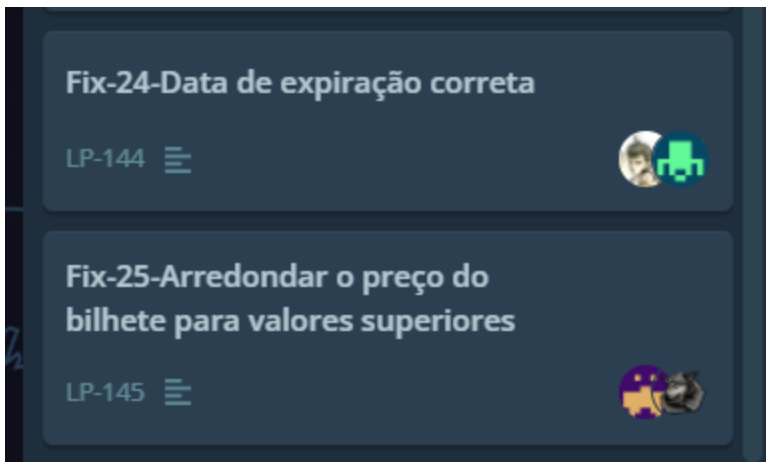 Fix-24-Data de expiração correta
LP-144
Fix-25-Arredondar o preço do
bilhete para valores superiores
LP-145